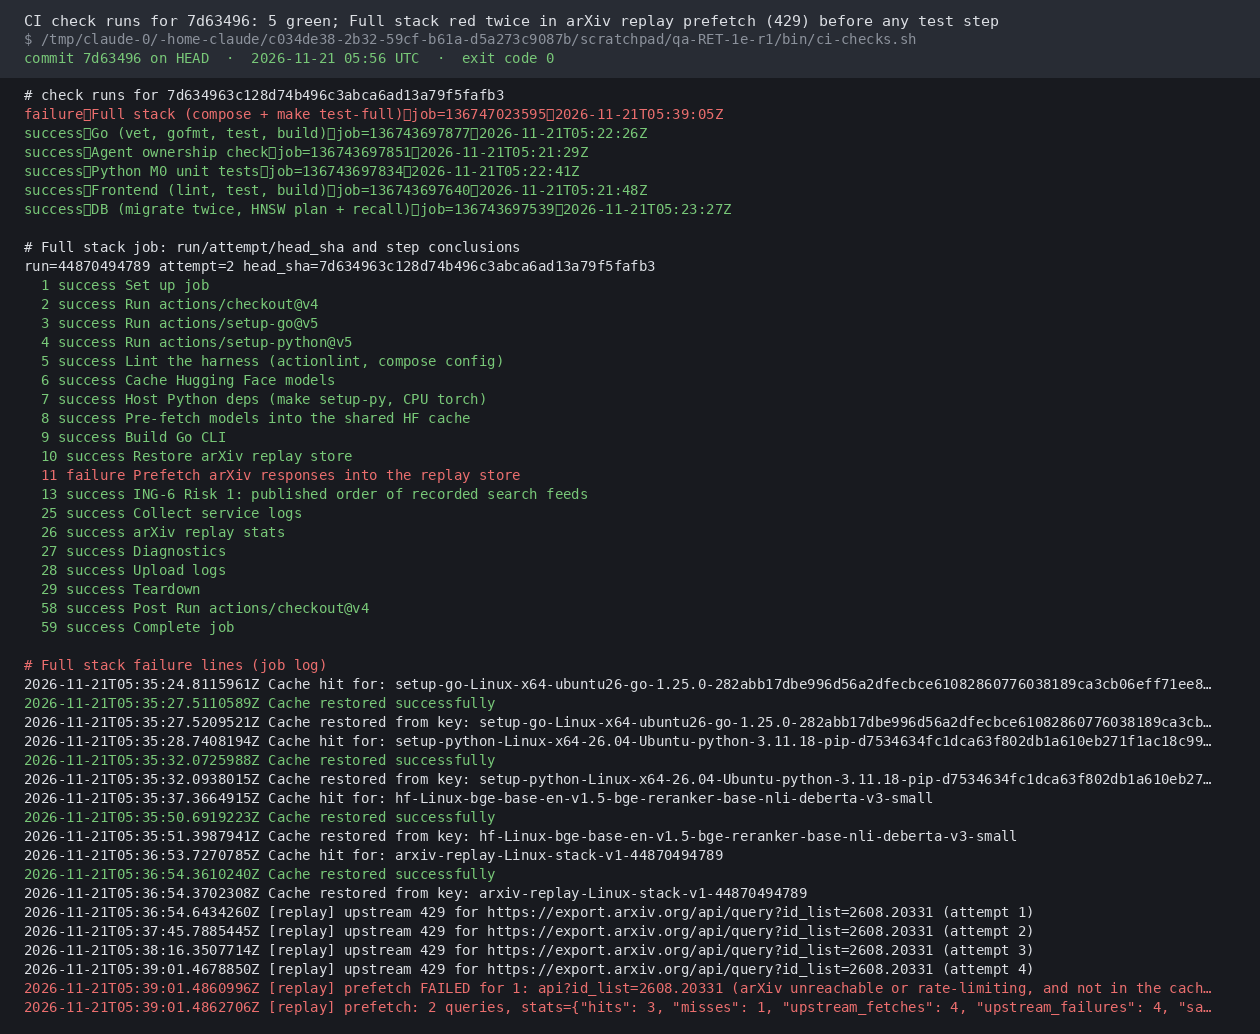 CI check runs for 7d63496: 5 green; Full stack red twice in arXiv replay prefetch (429) before any test step
$ /tmp/claude-0/-home-claude/c034de38-2b32-59cf-b61a-d5a273c9087b/scratchpad/qa-RET-1e-r1/bin/ci-checks.sh
commit 7d63496 on HEAD · 2026-11-21 05:56 UTC · exit code 0
# check runs for 7d634963c128d74b496c3abca6ad13a79f5fafb3
failure▯Full stack (compose + make test-full)▯job=136747023595▯2026-11-21T05:39:05Z
success▯Go (vet, gofmt, test, build)▯job=136743697877▯2026-11-21T05:22:26Z
success▯Agent ownership check▯job=136743697851▯2026-11-21T05:21:29Z
success▯Python M0 unit tests▯job=136743697834▯2026-11-21T05:22:41Z
success▯Frontend (lint, test, build)▯job=136743697640▯2026-11-21T05:21:48Z
success▯DB (migrate twice, HNSW plan + recall)▯job=136743697539▯2026-11-21T05:23:27Z
# Full stack job: run/attempt/head_sha and step conclusions
run=44870494789 attempt=2 head_sha=7d634963c128d74b496c3abca6ad13a79f5fafb3
1 success Set up job
2 success Run actions/checkout@v4
3 success Run actions/setup-go@v5
4 success Run actions/setup-python@v5
5 success Lint the harness (actionlint, compose config)
6 success Cache Hugging Face models
7 success Host Python deps (make setup-py, CPU torch)
8 success Pre-fetch models into the shared HF cache
9 success Build Go CLI
10 success Restore arXiv replay store
11 failure Prefetch arXiv responses into the replay store
13 success ING-6 Risk 1: published order of recorded search feeds
25 success Collect service logs
26 success arXiv replay stats
27 success Diagnostics
28 success Upload logs
29 success Teardown
58 success Post Run actions/checkout@v4
59 success Complete job
# Full stack failure lines (job log)
2026-11-21T05:35:24.8115961Z Cache hit for: setup-go-Linux-x64-ubuntu26-go-1.25.0-282abb17dbe996d56a2dfecbce61082860776038189ca3cb06eff71ee8…
2026-11-21T05:35:27.5110589Z Cache restored successfully
2026-11-21T05:35:27.5209521Z Cache restored from key: setup-go-Linux-x64-ubuntu26-go-1.25.0-282abb17dbe996d56a2dfecbce61082860776038189ca3cb…
2026-11-21T05:35:28.7408194Z Cache hit for: setup-python-Linux-x64-26.04-Ubuntu-python-3.11.18-pip-d7534634fc1dca63f802db1a610eb271f1ac18c99…
2026-11-21T05:35:32.0725988Z Cache restored successfully
2026-11-21T05:35:32.0938015Z Cache restored from key: setup-python-Linux-x64-26.04-Ubuntu-python-3.11.18-pip-d7534634fc1dca63f802db1a610eb27…
2026-11-21T05:35:37.3664915Z Cache hit for: hf-Linux-bge-base-en-v1.5-bge-reranker-base-nli-deberta-v3-small
2026-11-21T05:35:50.6919223Z Cache restored successfully
2026-11-21T05:35:51.3987941Z Cache restored from key: hf-Linux-bge-base-en-v1.5-bge-reranker-base-nli-deberta-v3-small
2026-11-21T05:36:53.7270785Z Cache hit for: arxiv-replay-Linux-stack-v1-44870494789
2026-11-21T05:36:54.3610240Z Cache restored successfully
2026-11-21T05:36:54.3702308Z Cache restored from key: arxiv-replay-Linux-stack-v1-44870494789
2026-11-21T05:36:54.6434260Z [replay] upstream 429 for https://export.arxiv.org/api/query?id_list=2608.20331 (attempt 1)
2026-11-21T05:37:45.7885445Z [replay] upstream 429 for https://export.arxiv.org/api/query?id_list=2608.20331 (attempt 2)
2026-11-21T05:38:16.3507714Z [replay] upstream 429 for https://export.arxiv.org/api/query?id_list=2608.20331 (attempt 3)
2026-11-21T05:39:01.4678850Z [replay] upstream 429 for https://export.arxiv.org/api/query?id_list=2608.20331 (attempt 4)
2026-11-21T05:39:01.4860996Z [replay] prefetch FAILED for 1: api?id_list=2608.20331 (arXiv unreachable or rate-limiting, and not in the cach…
2026-11-21T05:39:01.4862706Z [replay] prefetch: 2 queries, stats={"hits": 3, "misses": 1, "upstream_fetches": 4, "upstream_failures": 4, "sa…